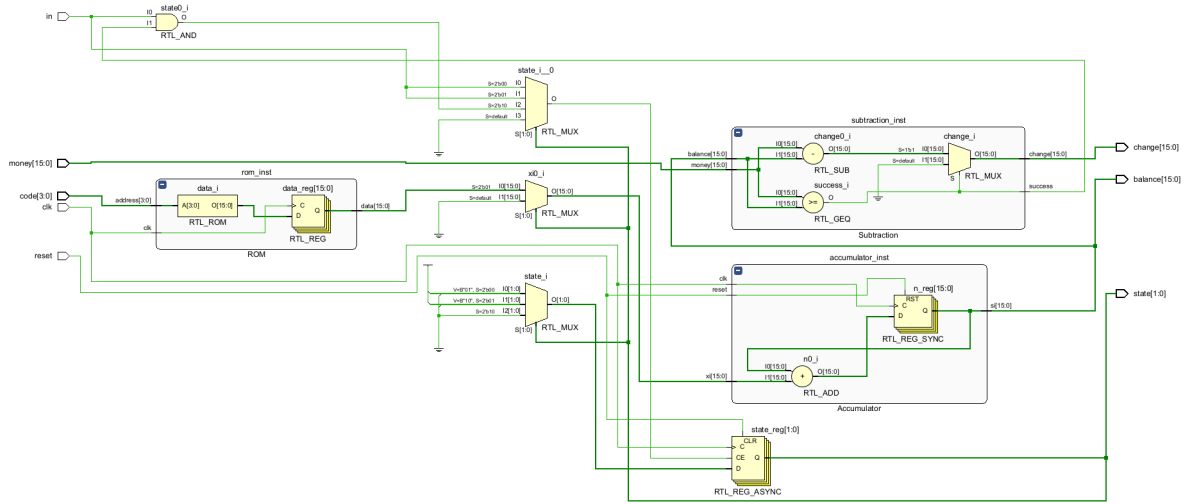 in
state0_i
I0
I1
O
RTL_AND
state_i__0
S=2'b00 I0
S=2'b01 I1
S=2'b10 I2
S=default I3
O
S[1:0]
RTL_MUX
money[15:0]
code[3:0]
clk
reset
rom_inst
address[3:0]
clk
data_i
A[3:0] O[15:0]
RTL_ROM
data_reg[15:0]
C
D
Q
RTL_REG
data[15:0]
ROM
xi0_i
S=2'b01 I0[15:0]
S=default I1[15:0]
O[15:0]
S[1:0]
RTL_MUX
state_i
V=B"01", S=2'b00 I0[1:0]
V=B"10", S=2'b01 I1[1:0]
S=2'b10 I2[1:0]
O[1:0]
S[1:0]
RTL_MUX
subtraction_inst
balance[15:0]
money[15:0]
change0_i
I0[15:0]
I1[15:0]
-
O[15:0]
RTL_SUB
success_i
I0[15:0]
I1[15:0]
>=
O
RTL_GEQ
change_i
S=1'b1 I0[15:0]
S=default I1[15:0]
O[15:0]
S
RTL_MUX
change[15:0]
success
Subtraction
accumulator_inst
clk
reset
xi[15:0]
n_reg[15:0]
RST
C
D
Q
RTL_REG_SYNC
si[15:0]
n0_i
I0[15:0]
I1[15:0]
+
O[15:0]
RTL_ADD
Accumulator
state_reg[1:0]
CLR
C
CE
D
Q
RTL_REG_ASYNC
change[15:0]
balance[15:0]
state[1:0]